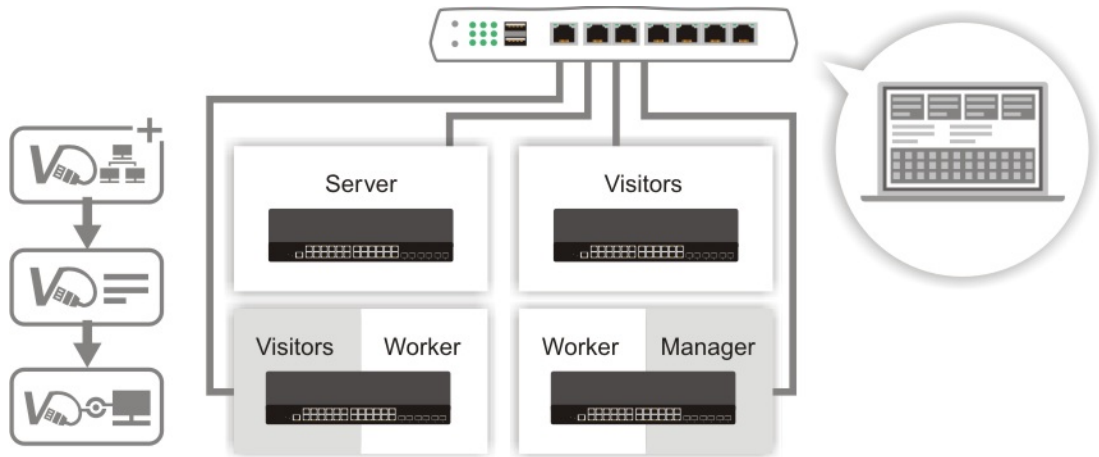 V
V
V
Server
Visitors
Visitors
Worker
Worker
Manager